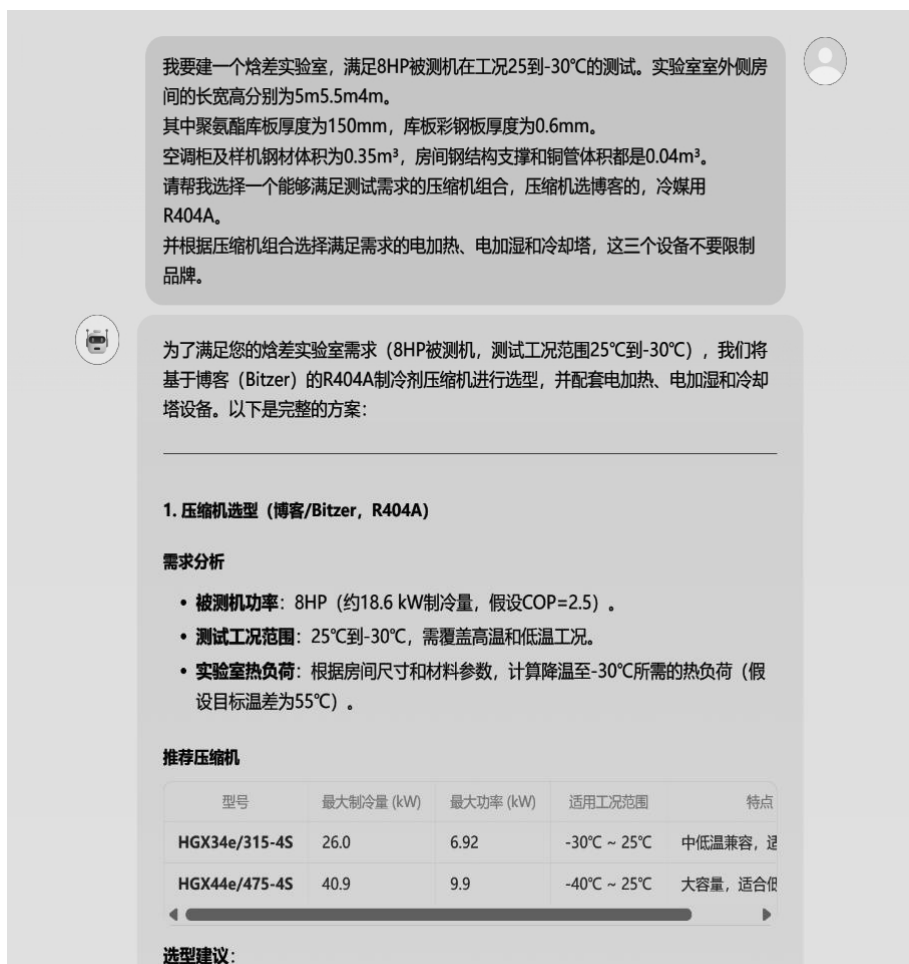 我要建一个焓差实验室，满足8HP被测机在工况25到-30℃的测试。实验室室外侧房
间的长宽高分别为5m5.5m4m。
其中聚氨酯库板厚度为150mm，库板彩钢板厚度为0.6mm。
空调柜及样机钢材体积为0.35m³，房间钢结构支撑和铜管体积都是0.04m³。
请帮我选择一个能够满足测试需求的压缩机组合，压缩机选博客的，冷媒用
R404A。
并根据压缩机组合选择满足需求的电加热、电加湿和冷却塔，这三个设备不要限制
品牌。
为了满足您的焓差实验室需求（8HP被测机，测试工况范围25℃到-30℃），我们将
基于博客（Bitzer）的R404A制冷剂压缩机进行选型，并配套电加热、电加湿和冷却
塔设备。以下是完整的方案：
1. 压缩机选型（博客/Bitzer，R404A）
需求分析
• 被测机功率：8HP（约18.6 kW制冷量，假设COP=2.5）。
• 测试工况范围：25℃到-30℃，需覆盖高温和低温工况。
• 实验室热负荷：根据房间尺寸和材料参数，计算降温至-30℃所需的热负荷（假
设目标温差为55℃）。
推荐压缩机
型号 最大制冷量 (kW) 最大功率 (kW) 适用工况范围 特点
HGX34e/315-4S 26.0 6.92 -30℃ ~ 25℃ 中低温兼容，适
HGX44e/475-4S 40.9 9.9 -40℃ ~ 25℃ 大容量，适合低
选型建议：